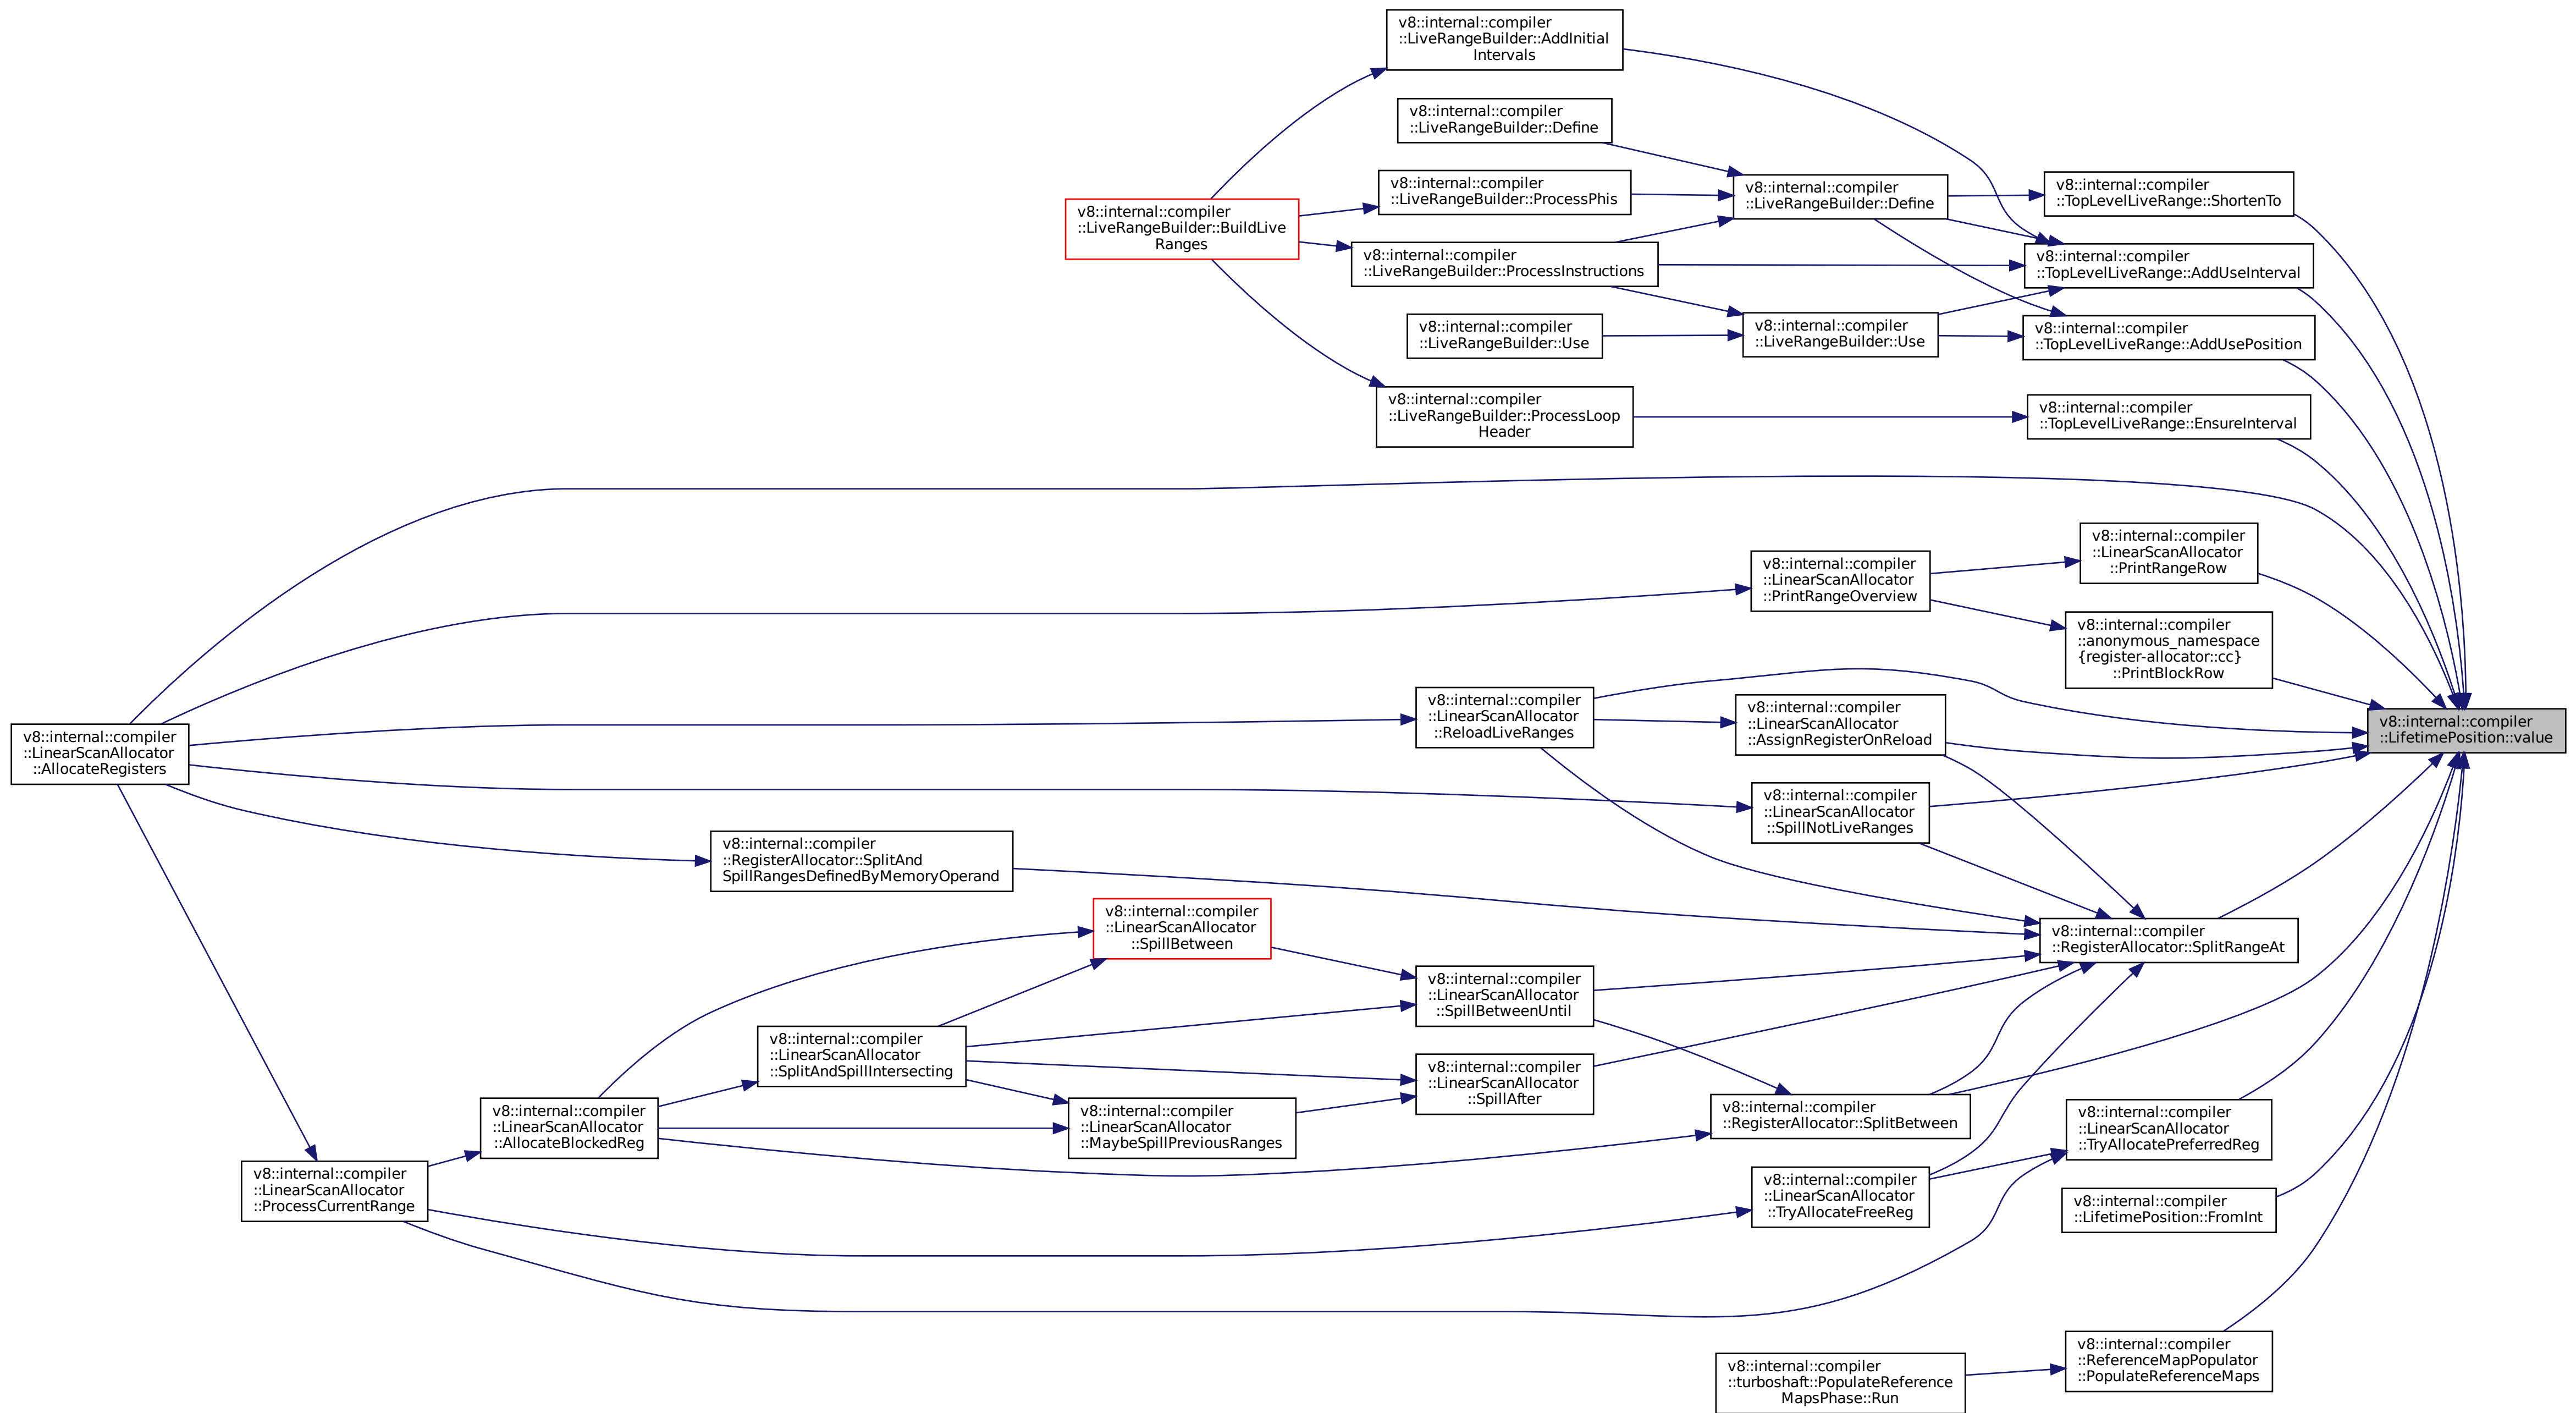 v8::internal::compiler
::LiveRangeBuilder::AddInitial
Intervals
v8::internal::compiler
::LiveRangeBuilder::Define
v8::internal::compiler
::LiveRangeBuilder::ProcessPhis
v8::internal::compiler
::LiveRangeBuilder::Define
v8::internal::compiler
::TopLevelLiveRange::ShortenTo
v8::internal::compiler
::LiveRangeBuilder::BuildLive
Ranges
v8::internal::compiler
::LiveRangeBuilder::ProcessInstructions
v8::internal::compiler
::TopLevelLiveRange::AddUseInterval
v8::internal::compiler
::LiveRangeBuilder::Use
v8::internal::compiler
::LiveRangeBuilder::Use
v8::internal::compiler
::TopLevelLiveRange::AddUsePosition
v8::internal::compiler
::LiveRangeBuilder::ProcessLoop
Header
v8::internal::compiler
::TopLevelLiveRange::EnsureInterval
v8::internal::compiler
::LinearScanAllocator
::PrintRangeRow
v8::internal::compiler
::LinearScanAllocator
::PrintRangeOverview
v8::internal::compiler
::anonymous_namespace
{register-allocator::cc}
::PrintBlockRow
v8::internal::compiler
::LinearScanAllocator
::ReloadLiveRanges
v8::internal::compiler
::LinearScanAllocator
::AssignRegisterOnReload
v8::internal::compiler
::LifetimePosition::value
v8::internal::compiler
::LinearScanAllocator
::AllocateRegisters
v8::internal::compiler
::LinearScanAllocator
::SpillNotLiveRanges
v8::internal::compiler
::RegisterAllocator::SplitAnd
SpillRangesDefinedByMemoryOperand
v8::internal::compiler
::LinearScanAllocator
::SpillBetween
v8::internal::compiler
::RegisterAllocator::SplitRangeAt
v8::internal::compiler
::LinearScanAllocator
::SpillBetweenUntil
v8::internal::compiler
::LinearScanAllocator
::SplitAndSpillIntersecting
v8::internal::compiler
::LinearScanAllocator
::SpillAfter
v8::internal::compiler
::LinearScanAllocator
::AllocateBlockedReg
v8::internal::compiler
::LinearScanAllocator
::MaybeSpillPreviousRanges
v8::internal::compiler
::RegisterAllocator::SplitBetween
v8::internal::compiler
::LinearScanAllocator
::TryAllocatePreferredReg
v8::internal::compiler
::LinearScanAllocator
::ProcessCurrentRange
v8::internal::compiler
::LinearScanAllocator
::TryAllocateFreeReg
v8::internal::compiler
::LifetimePosition::FromInt
v8::internal::compiler
::ReferenceMapPopulator
::PopulateReferenceMaps
v8::internal::compiler
::turboshaft::PopulateReference
MapsPhase::Run